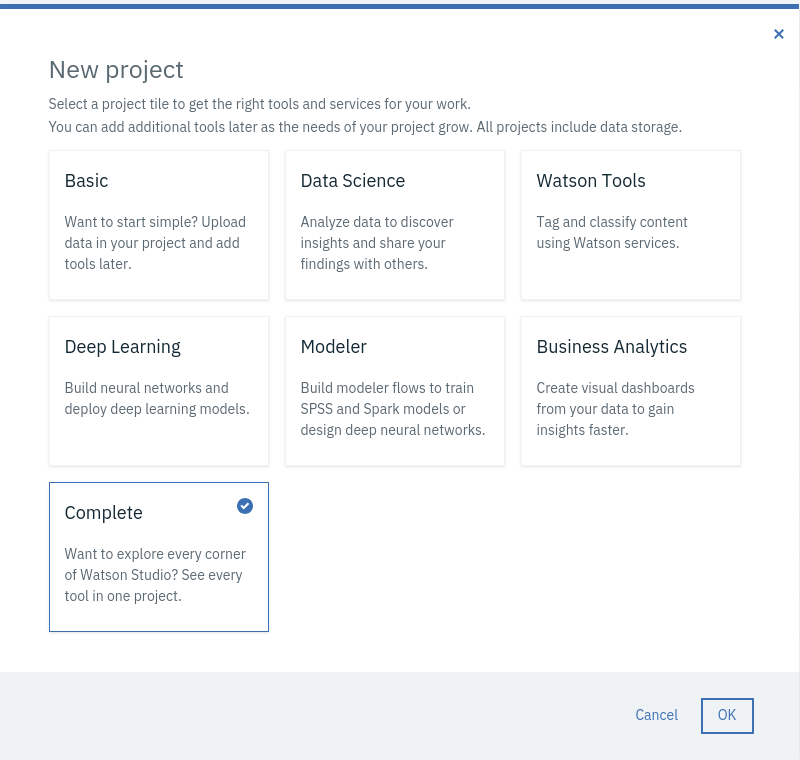 New project
Select a project tile to get the right tools and services for your work.
You can add additional tools later as the needs of your project grow. All projects include data storage.
Basic
Want to start simple? Upload
data in your project and add
tools later.
Data Science
Analyze data to discover
insights and share your
findings with others.
Watson Tools
Tag and classify content
using Watson services.
Deep Learning
Build neural networks and
deploy deep learning models.
Modeler
Build modeler flows to train
SPSS and Spark models or
design deep neural networks.
Business Analytics
Create visual dashboards
from your data to gain
insights faster.
Complete
Want to explore every corner
of Watson Studio? See every
tool in one project.
Cancel
OK